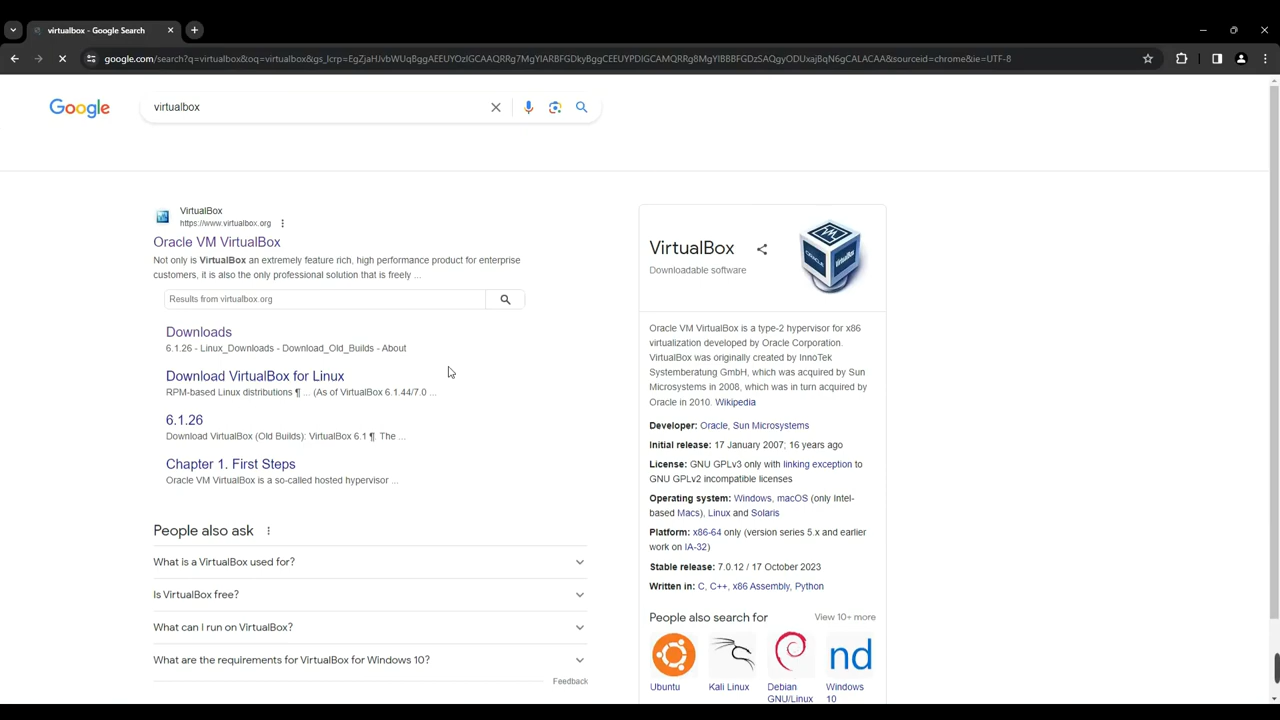 virtualbox - Google Search
google.com/search?q=virtualbox&oq=virtualbox&gs_lcrp=EgZjaHJvbWUqBggAEEUYOzIGCAAQRRg7MgYIARBFGDkyBggCEEUYPDIGCAMQRRg8MgYIBBBFGDzSAQgyODUxajBqN6gCALACAA&sourceid=chrome&ie=UTF-8
Google
virtualbox
VirtualBox
https://www.virtualbox.org
Oracle VM VirtualBox
Not only is VirtualBox an extremely feature rich, high performance product for enterprise
customers, it is also the only professional solution that is freely ...
Results from virtualbox.org
Downloads
6.1.26 - Linux_Downloads - Download_Old_Builds - About
Download VirtualBox for Linux
RPM-based Linux distributions ¶ ... (As of VirtualBox 6.1.44/7.0 ...
6.1.26
Download VirtualBox (Old Builds): VirtualBox 6.1 ¶ The ...
Chapter 1. First Steps
Oracle VM VirtualBox is a so-called hosted hypervisor ...
People also ask
What is a VirtualBox used for?
Is VirtualBox free?
What can I run on VirtualBox?
What are the requirements for VirtualBox for Windows 10?
Feedback
VirtualBox
Downloadable software
Oracle VM VirtualBox is a type-2 hypervisor for x86
virtualization developed by Oracle Corporation.
VirtualBox was originally created by InnoTek
Systemberatung GmbH, which was acquired by Sun
Microsystems in 2008, which was in turn acquired by
Oracle in 2010. Wikipedia
Developer: Oracle, Sun Microsystems
Initial release: 17 January 2007; 16 years ago
License: GNU GPLv3 only with linking exception to
GNU GPLv2 incompatible licenses
Operating system: Windows, macOS (only Intel-
based Macs), Linux and Solaris
Platform: x86-64 only (version series 5.x and earlier
work on IA-32)
Stable release: 7.0.12 / 17 October 2023
Written in: C, C++, x86 Assembly, Python
People also search for
View 10+ more
nd
Ubuntu
Kali Linux
Debian
GNU/Linux
Windows
10